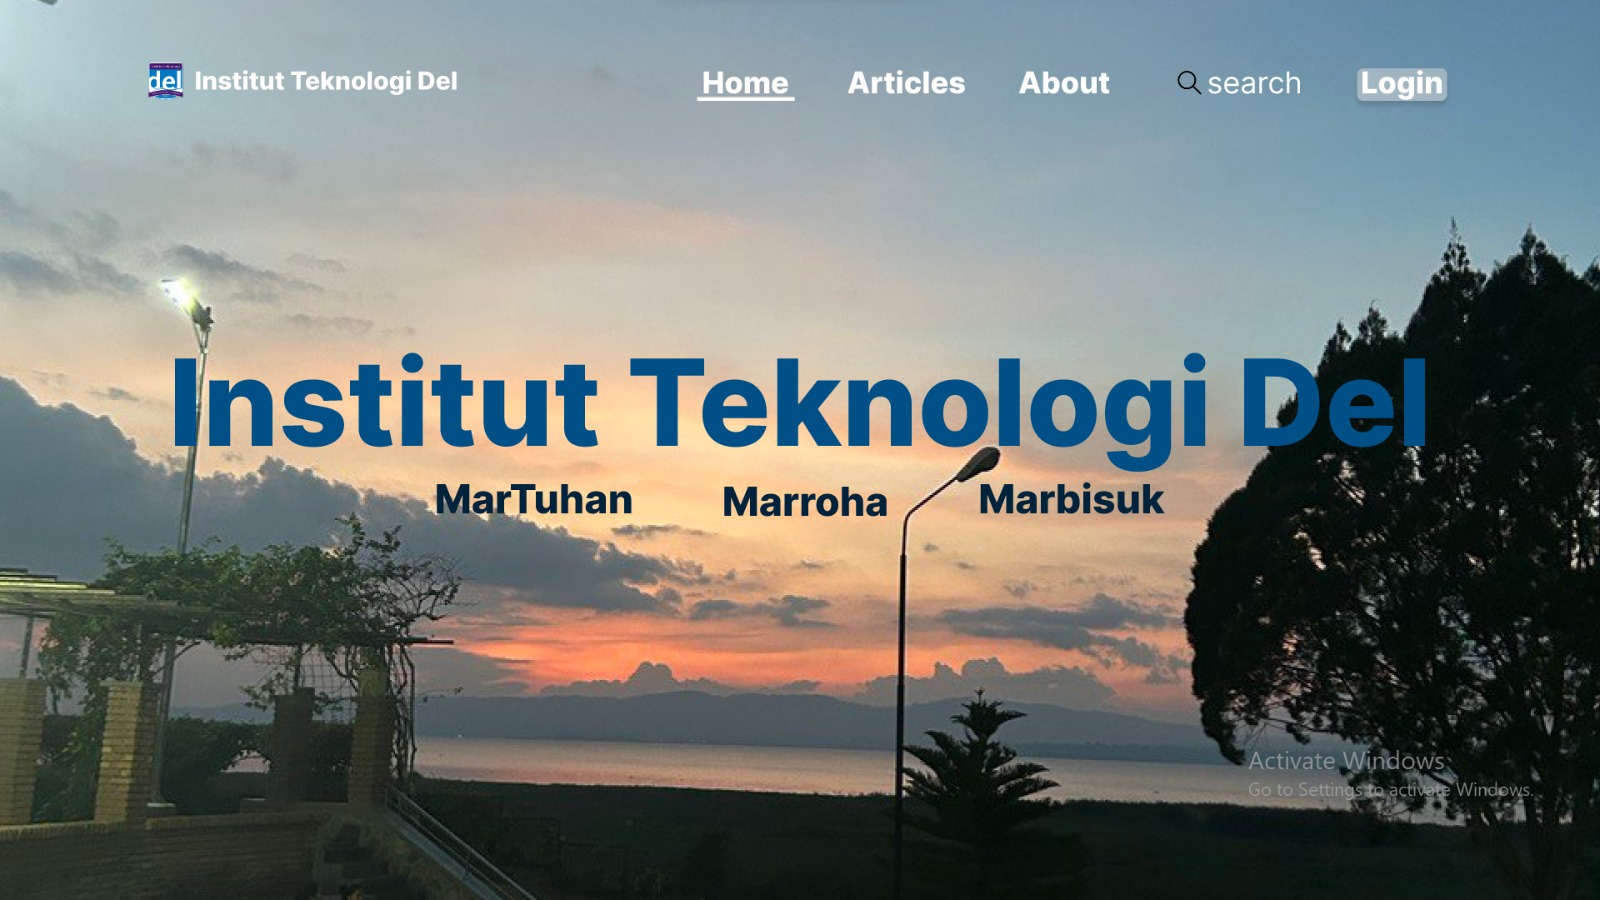 del Institut Teknologi Del
Home Articles About search Login
Institut Teknologi Del
MarTuhan Marroha Marbisuk
Activate Windows
Go to Settings to activate Windows.